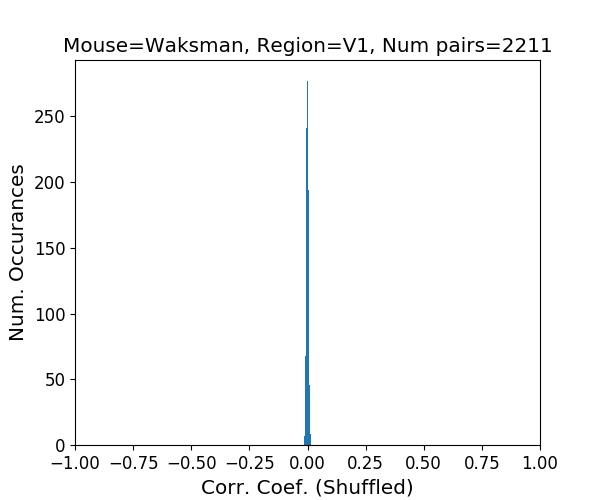 Mouse=Waksman, Region=V1, Num pairs=2211
Num. Occurances
250
200
150
100
50
0
−1.00 −0.75 −0.50 −0.25 0.00 0.25 0.50 0.75 1.00
Corr. Coef. (Shuffled)